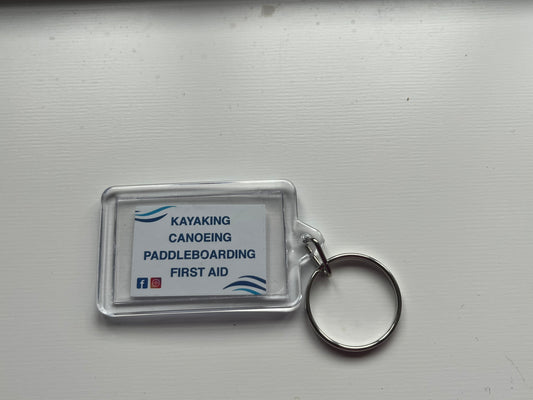 KAYAKING
CANOEING
PADDLEBOARDING
FIRST AID